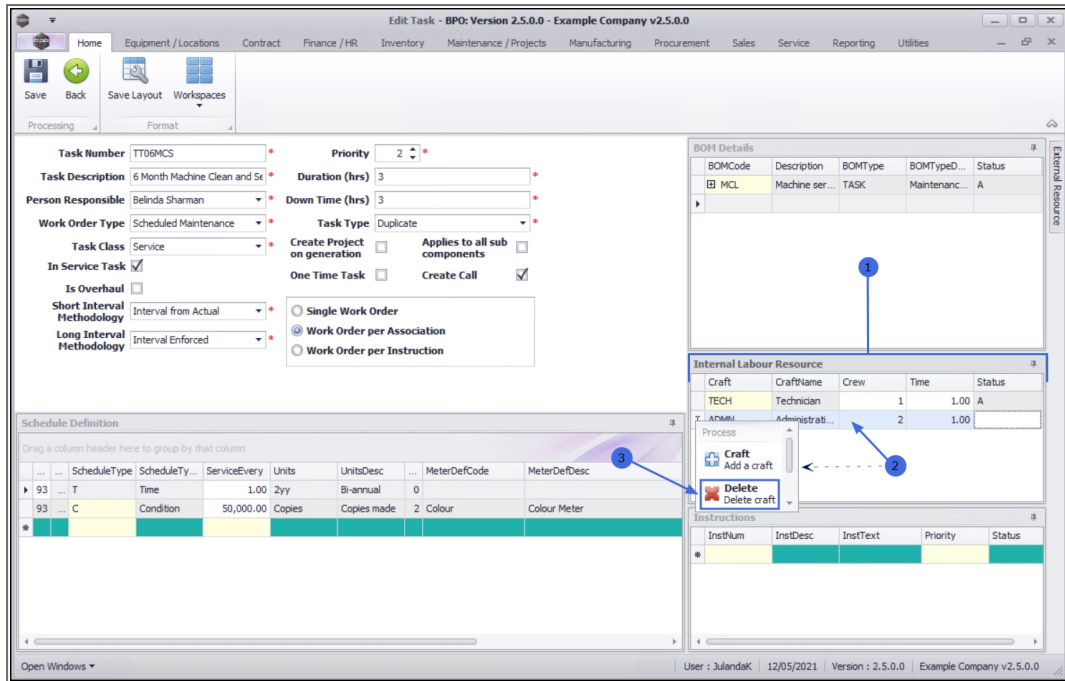 Edit Task - BPO: Version 2.5.0.0 - Example Company v2.5.0.0
Home Equipment / Locations Contract Finance / HR Inventory Maintenance / Projects Manufacturing Procurement Sales Service Reporting Utilities
Save Back Save Layout Workspaces
Processing Format
Task Number TT06MCS * Priority 2 *
Task Description 6 Month Machine Clean and Se * Duration (hrs) 3 *
Person Responsible Belinda Sharman * Down Time (hrs) 3 *
Work Order Type Scheduled Maintenance * Task Type Duplicate *
Task Class Service * Create Project on generation Applies to all sub components
In Service Task One Time Task Create Call
Is Overhaul
Short Interval Methodology Interval from Actual *
Long Interval Methodology Interval Enforced *
Single Work Order
Work Order per Association
Work Order per Instruction
BOM Details
BOMCode Description BOMType BOMTypeD... Status
MCL Machine ser... TASK Maintenanc... A
External Resource
1
Internal Labour Resource
Craft CraftName Crew Time Status
TECH Technician 1 1.00 A
ADMN Administrati... 2 1.00
Process
Craft
Add a craft
2
3
Delete
Delete craft
Schedule Definition
Drag a column header here to group by that column
... ... ScheduleType ScheduleTy... ServiceEvery Units UnitsDesc ... MeterDefCode MeterDefDesc
93 ... T Time 1.00 2yy Bi-annual 0
93 ... C Condition 50,000.00 Copies Copies made 2 Colour Colour Meter
Instructions
InstNum InstDesc InstText Priority Status
Open Windows User : JulandaK 12/05/2021 Version : 2.5.0.0 Example Company v2.5.0.0